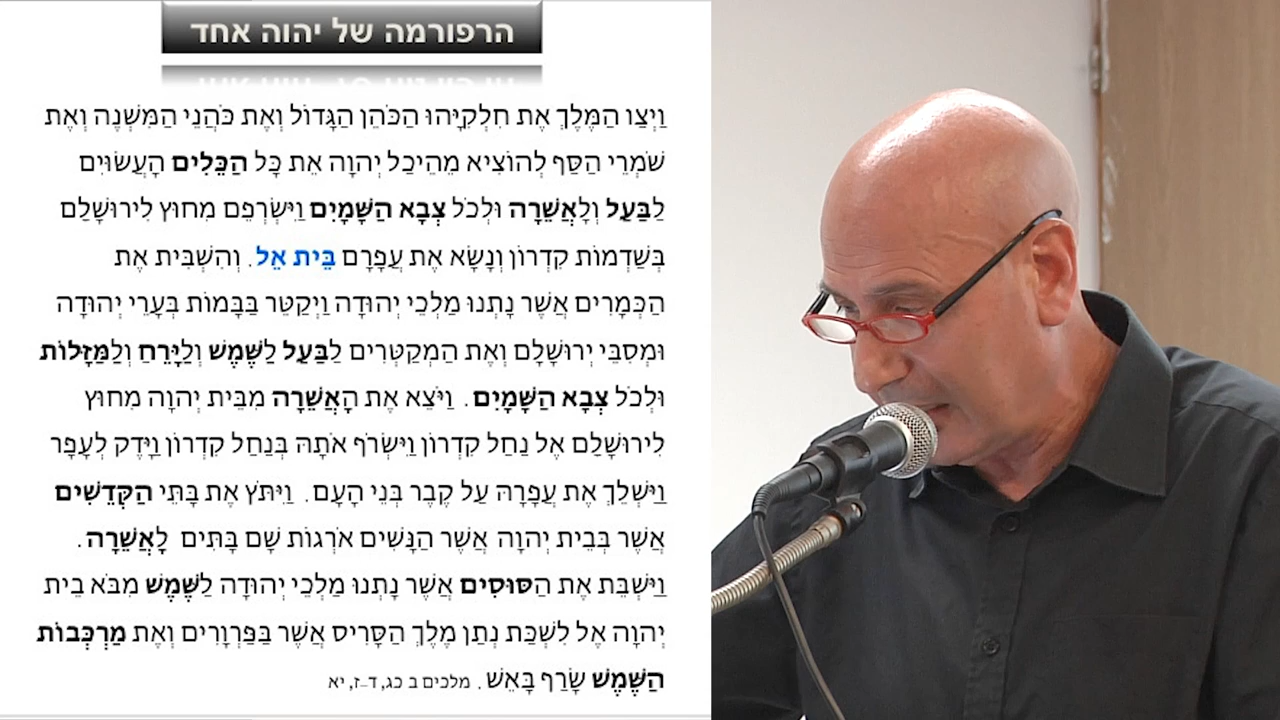 הרפורמה של יהוה אחד
וַיְצַו הַמֶּלֶךְ אֶת חִלְקִיָּהוּ הַכֹּהֵן הַגָּדוֹל וְאֶת כֹּהֲנֵי הַמִּשְׁנֶה וְאֶת
שֹׁמְרֵי הַסַּף לְהוֹצִיא מֵהֵיכַל יְהוָה אֵת כָּל הַכֵּלִים הָעֲשׂוּיִם
לַבַּעַל וְלָאֲשֵׁרָה וּלְכֹל צְבָא הַשָּׁמָיִם וַיִּשְׂרְפֵם מִחוּץ לִירוּשָׁלִַם
בְּשַׁדְמוֹת קִדְרוֹן וְנָשָׂא אֶת עֲפָרָם בֵּית אֵל. וְהִשְׁבִּית אֶת
הַכְּמָרִים אֲשֶׁר נָתְנוּ מַלְכֵי יְהוּדָה וַיְקַטֵּר בַּבָּמוֹת בְּעָרֵי יְהוּדָה
וּמְסִבֵּי יְרוּשָׁלִָם וְאֶת הַמְקַטְּרִים לַבַּעַל לַשֶּׁמֶשׁ וְלַיָּרֵחַ וְלַמַּזָּלוֹת
וּלְכֹל צְבָא הַשָּׁמָיִם. וַיֹּצֵא אֶת הָאֲשֵׁרָה מִבֵּית יְהוָה מִחוּץ
לִירוּשָׁלִַם אֶל נַחַל קִדְרוֹן וַיִּשְׂרֹף אֹתָהּ בְּנַחַל קִדְרוֹן וַיָּדֶק לְעָפָר
וַיַּשְׁלֵךְ אֶת עֲפָרָהּ עַל קֶבֶר בְּנֵי הָעָם. וַיִּתֹּץ אֶת בָּתֵּי הַקְּדֵשִׁים
אֲשֶׁר בְּבֵית יְהוָה אֲשֶׁר הַנָּשִׁים אֹרְגוֹת שָׁם בָּתִּים לָאֲשֵׁרָה.
וַיַּשְׁבֵּת אֶת הַסּוּסִים אֲשֶׁר נָתְנוּ מַלְכֵי יְהוּדָה לַשֶּׁמֶשׁ מִבֹּא בֵית
יְהוָה אֶל לִשְׁכַּת נְתַן מֶלֶךְ הַסָּרִיס אֲשֶׁר בַּפַּרְוָרִים וְאֶת מַרְכְּבוֹת
הַשֶּׁמֶשׁ שָׂרַף בָּאֵשׁ. מלכים ב כג, ד-ז, יא